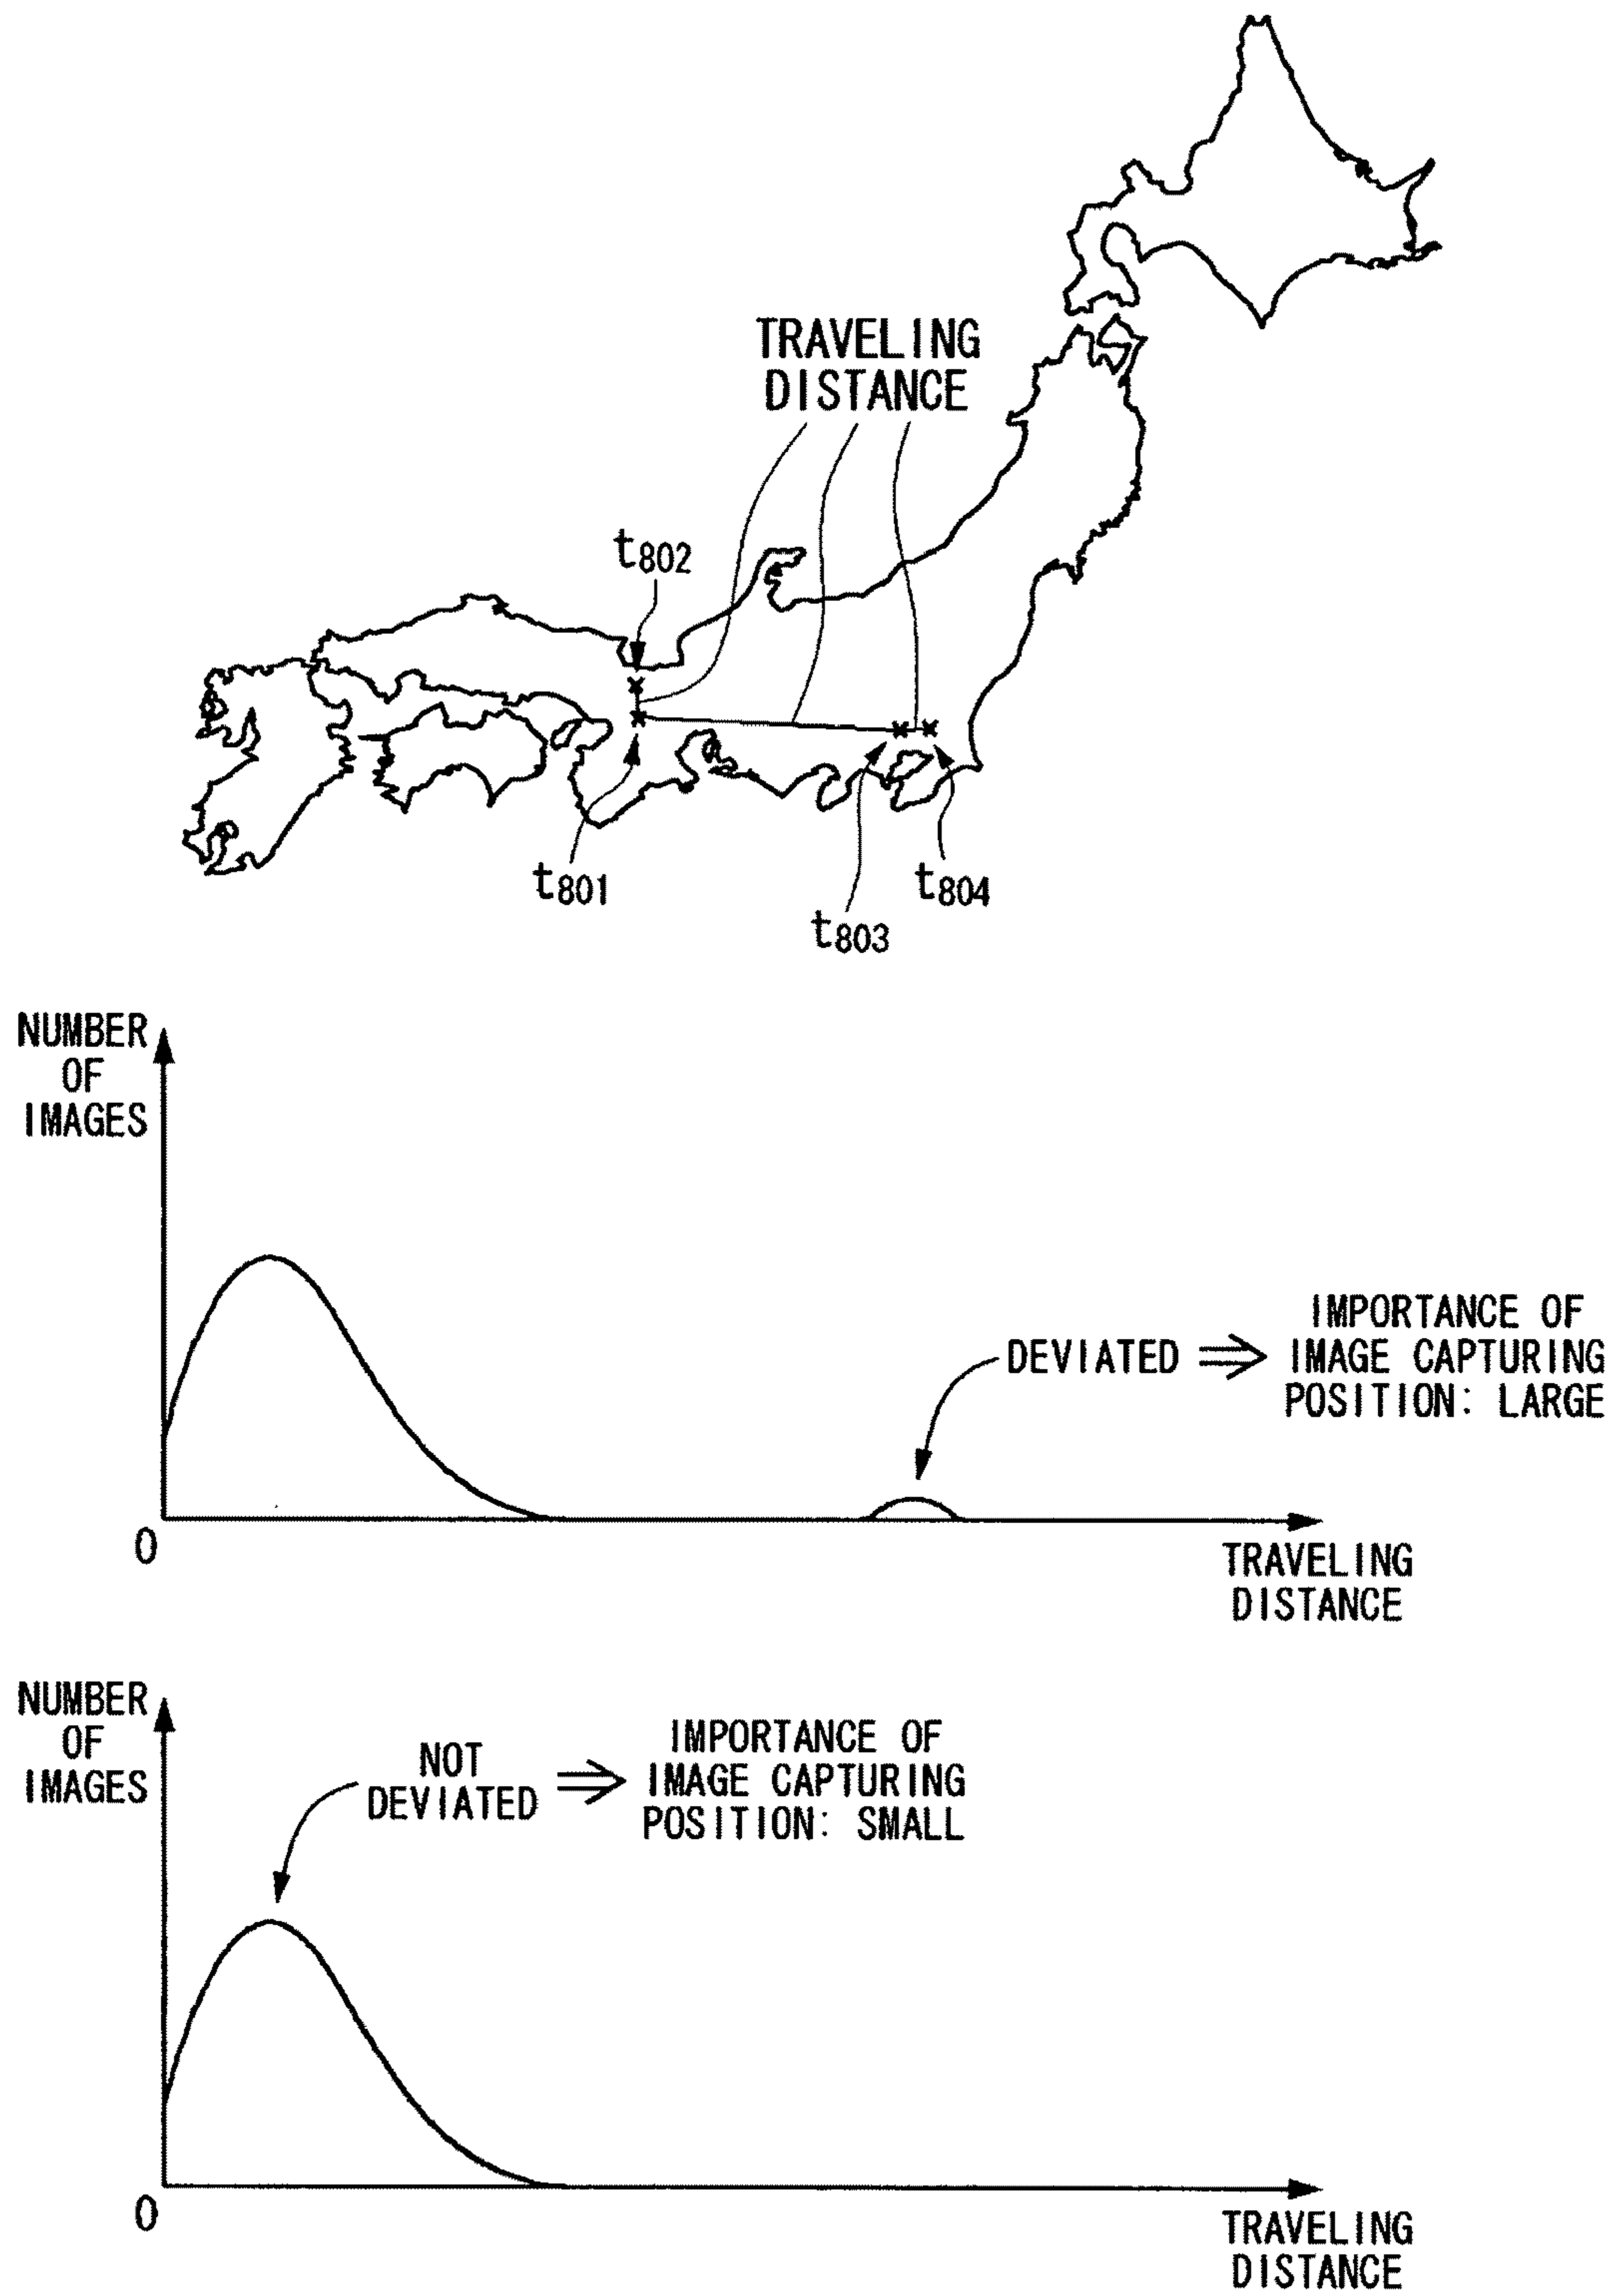 TRAVELING
DISTANCE
t802
t801
t804
t803
NUMBER
OF
IMAGES
IMPORTANCE OF
DEVIATED ⇒ IMAGE CAPTURING
POSITION: LARGE
0
TRAVELING
DISTANCE
NUMBER
OF
IMAGES
NOT
DEVIATED
⇒
IMPORTANCE OF
IMAGE CAPTURING
POSITION: SMALL
0
TRAVELING
DISTANCE